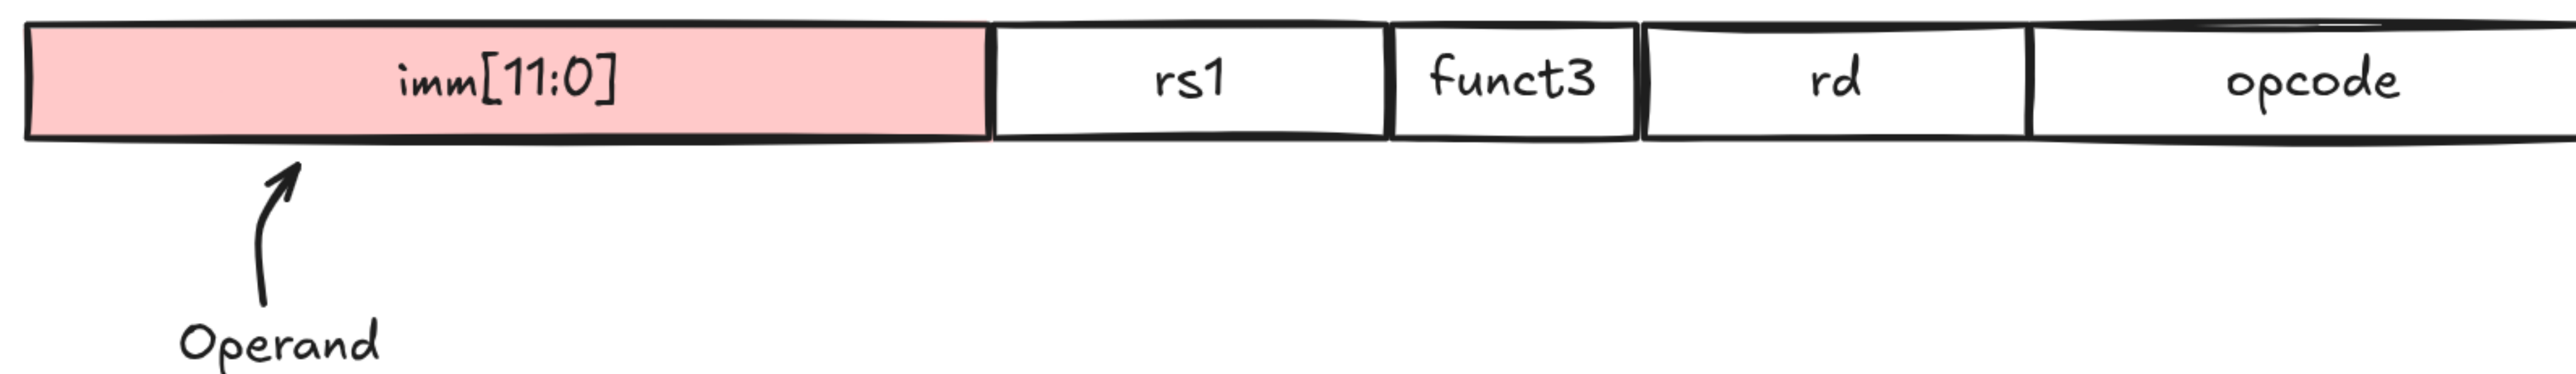 imm[11:0] rs1 funct3 rd opcode
Operand